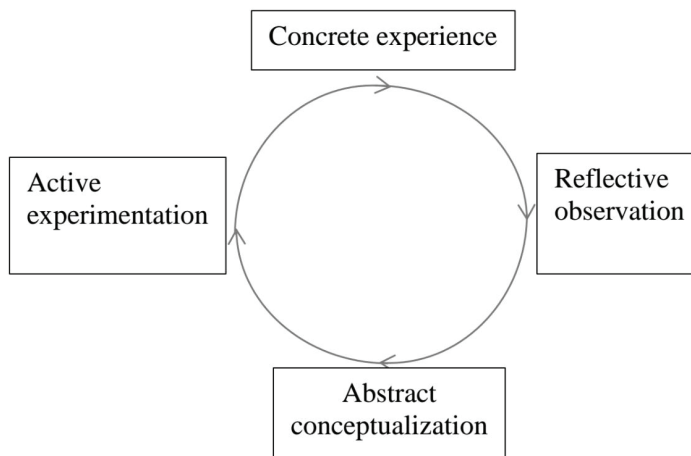 Concrete experience
Reflective
observation
Abstract
conceptualization
Active
experimentation